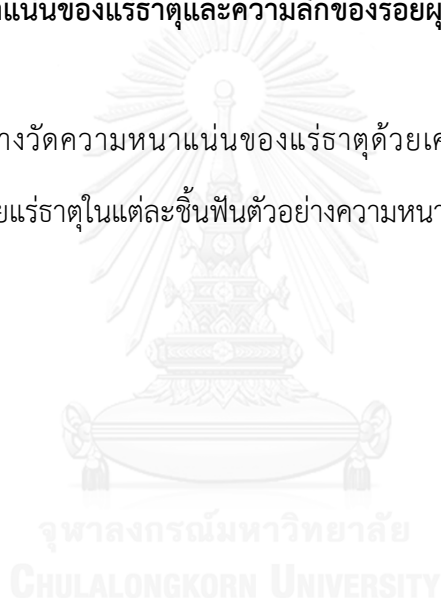 แน่นของแร่ธาตุและความลึกของรอยผุ
างวัดความหนาแน่นของแร่ธาตุด้วยเค
ยแร่ธาตุในแต่ละชิ้นฟันตัวอย่างความหนา
จุฬาลงกรณ์มหาวิทยาลัย
CHULALONGKORN UNIVERSITY